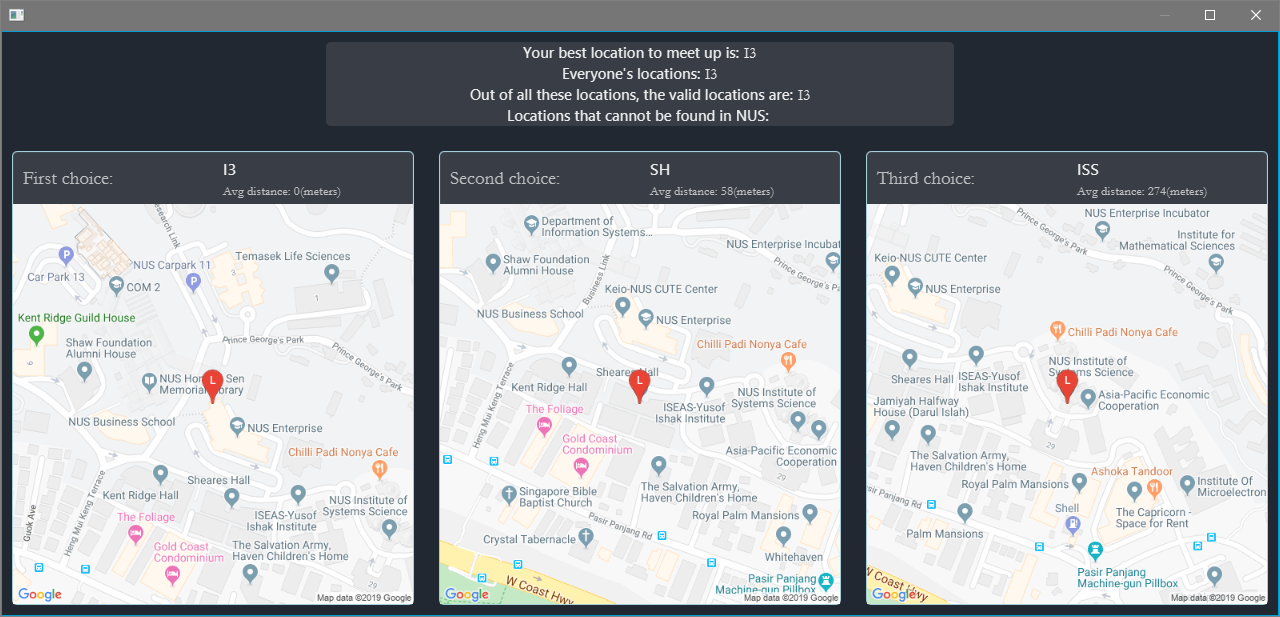 Your best location to meet up is: I3
Everyone's locations: I3
Out of all these locations, the valid locations are: I3
Locations that cannot be found in NUS:
First choice:
I3
Avg distance: 0(meters)
Research Link
Temasek Life Sciences
NUS Carpark 11
Car Park 13
COM 2
1
Kent Ridge Guild House
Prince George's Park
Prince George's Park
Shaw Foundation
Alumni House
6
NUS Hon Sen
Memorial Library
NUS Business School
NUS Enterprise
Chilli Padi Nonya Cafe
Heng Mui Keng Terrace
Sheares Hall
Kent Ridge Hall
NUS Institute of
Systems Science
Guok Ave
The Foliage
ISEAS-Yusof
Ishak Institute
Gold Coast
Condominium
The Salvation Army,
Haven Children's Home
Google
Map data ©2019 Google
Second choice:
SH
Avg distance: 58(meters)
Department of
Information Systems...
NUS Enterprise Incubat
Shaw Foundation
Alumni House
Business Link
Prince George's Park
Keio-NUS CUTE Center
NUS Business School
NUS Enterprise
Chilli Padi Nonya Cafe
Sheares Hall
Kent Ridge Hall
NUS Institute of
Systems Science
The Foliage
ISEAS-Yusof
Ishak Institute
Heng Mui Keng Terrace
29
Gold Coast
Condominium
Asia-Pacific Economic
Cooperation
Singapore Bible
Baptist Church
The Salvation Army,
Haven Children's Home
Pasir Panjang Rd
Royal Palm Mansions
Crystal Tabernacle
Whitehaven
W Coast Hwy
Pasir Panjang
Machine-gun Pillbox
Google
Map data ©2019 Google
Third choice:
ISS
Avg distance: 274(meters)
Prince George's Park
NUS Enterprise Incubator
Institute for
Mathematical Sciences
Keio-NUS CUTE Center
Prince George's Park
NUS Enterprise
Chilli Padi Nonya Cafe
NUS Institute of
Systems Science
Sheares Hall
ISEAS-Yusof
Ishak Institute
Jamiyah Halfway
House (Darul Islah)
Asia-Pacific Economic
Cooperation
29
29
The Salvation Army,
Haven Children's Home
Ashoka Tandoor
Royal Palm Mansions
Institute Of
Microelectron
Pasir Panjang Rd
Shell
The Capricorn -
Space for Rent
Palm Mansions
Pasir Panjang
Machine-gun Pillbox
W Coast Hwy
Google
Map data ©2019 Google